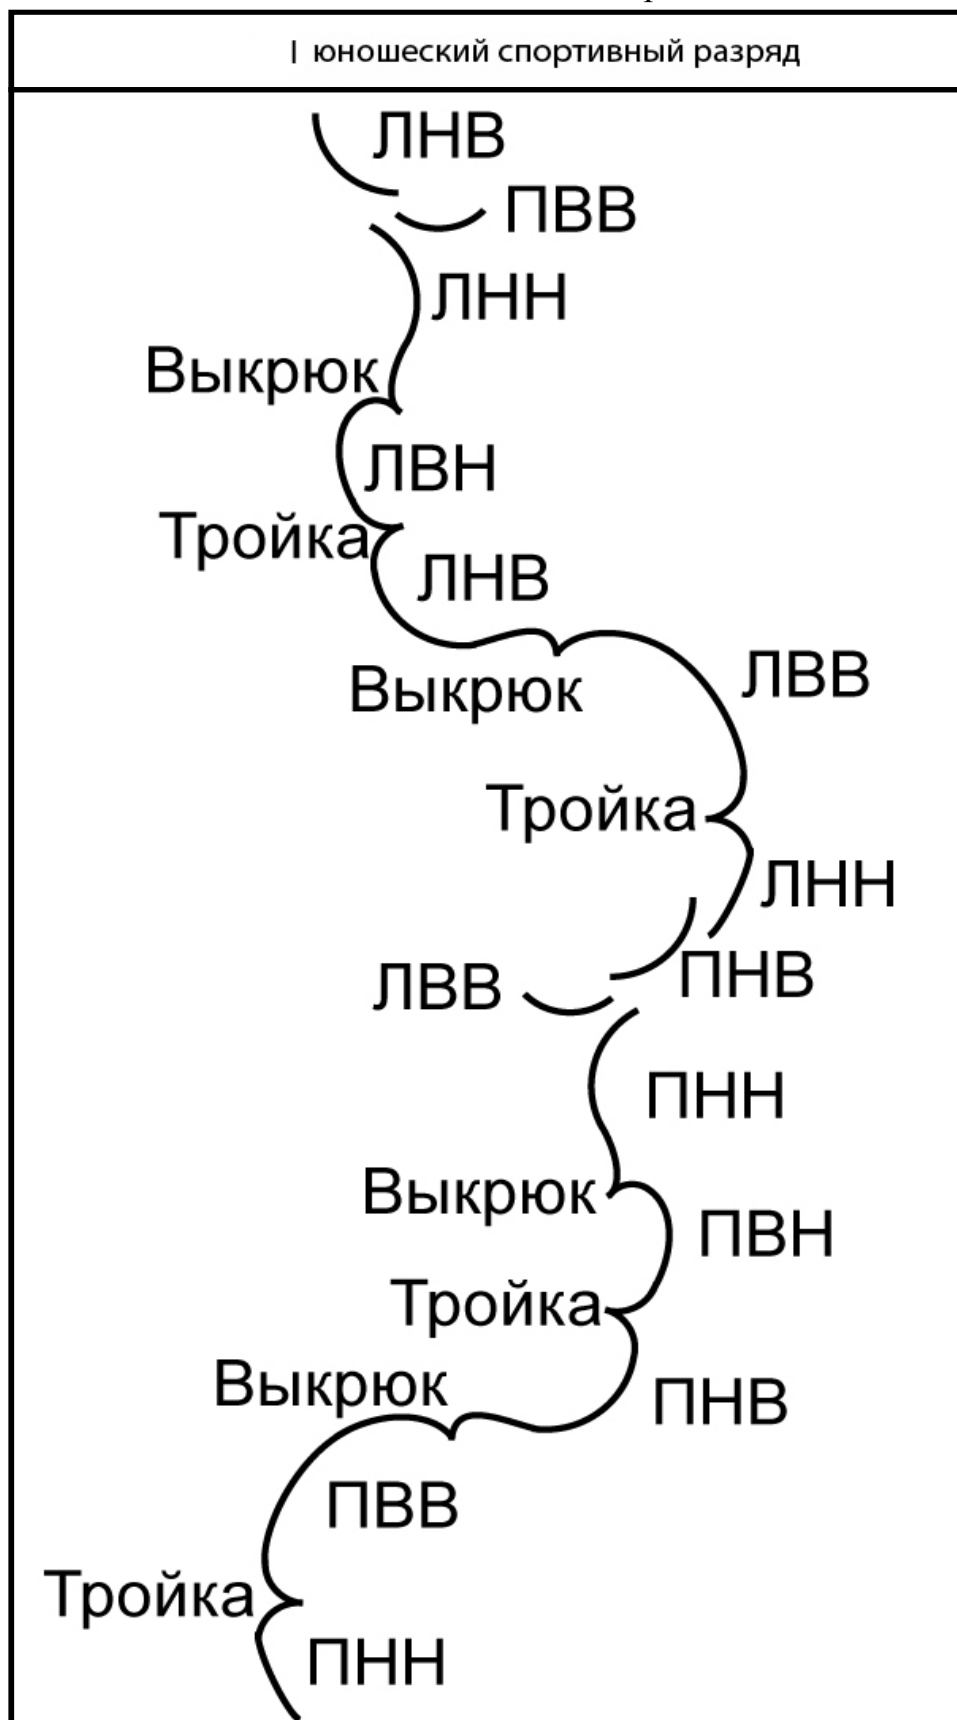 I юношеский спортивный разряд
ЛНВ
ПВВ
ЛНН
Выкрюк
ЛВН
Тройка
ЛНВ
ЛВВ
Выкрюк
Тройка
ЛНН
ПНВ
ЛВВ
ПНН
Выкрюк
ПВН
Тройка
Выкрюк
ПНВ
ПВВ
Тройка
ПНН